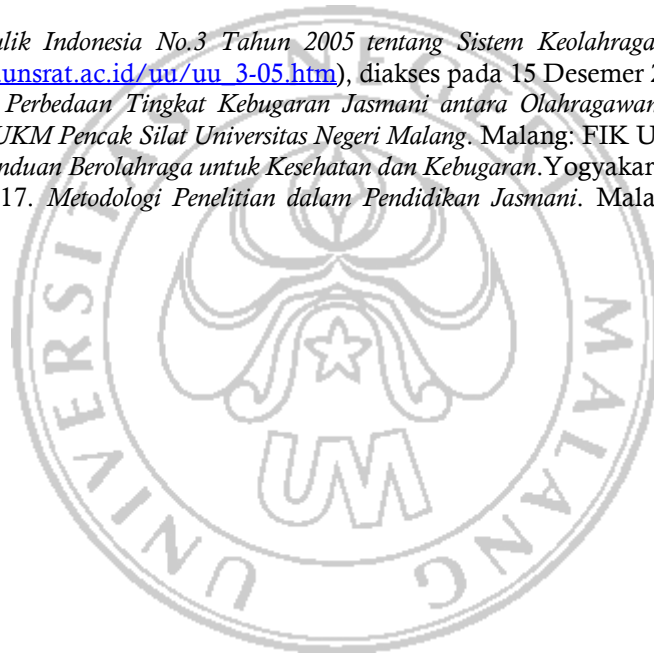 ulik Indonesia No.3 Tahun 2005 tentang Sistem Keolahraga
unsrat.ac.id/uu/uu_3-05.htm), diakses pada 15 Desemer 2
Perbedaan Tingkat Kebugaran Jasmani antara Olahragawan
UKM Pencak Silat Universitas Negeri Malang. Malang: FIK U
nduan Berolahraga untuk Kesehatan dan Kebugaran.Yogyakar
17. Metodologi Penelitian dalam Pendidikan Jasmani. Mala
UNIVERSITAS NEGERI MALANG
UM